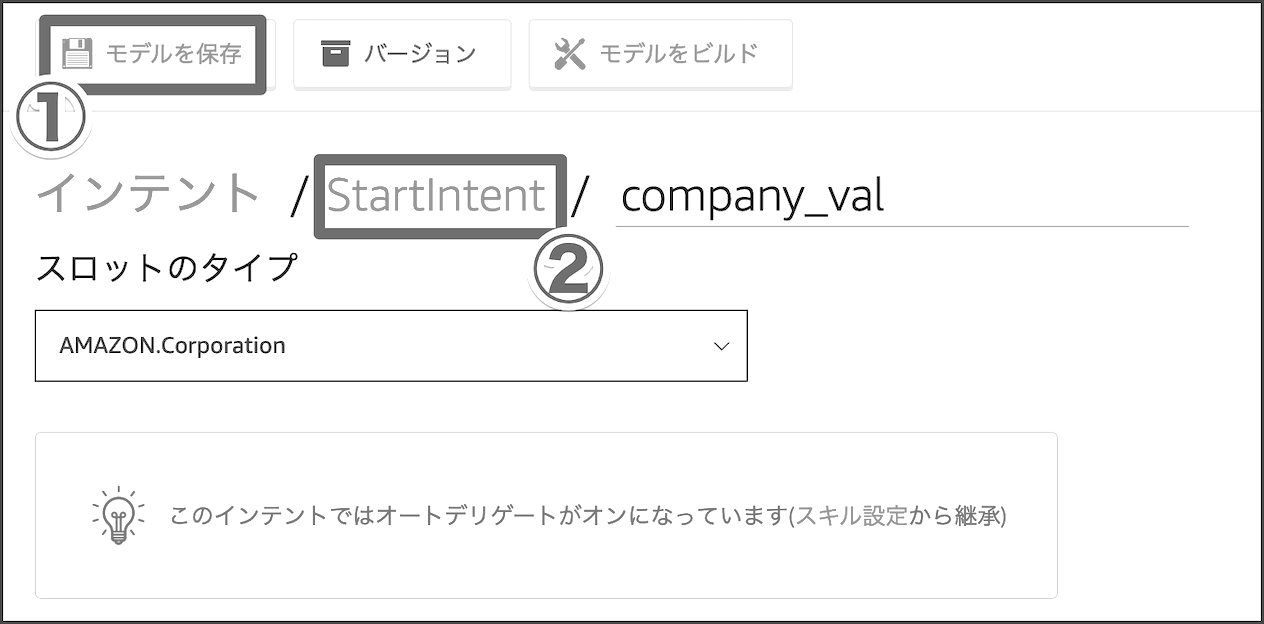 モデルを保存 バージョン モデルをビルド
①
インテント / StartIntent / company_val
②
スロットのタイプ
AMAZON.Corporation
このインテントではオートデリゲートがオンになっています(スキル設定から継承)